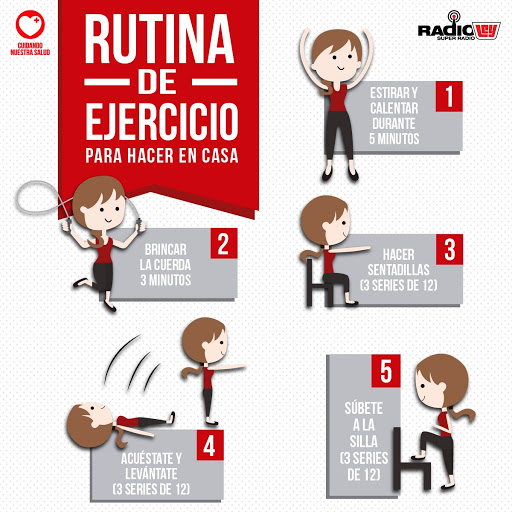 CUIDANDO
NUESTRA SALUD
RUTINA
DE
EJERCICIO
PARA HACER EN CASA
RADIO LEY
SUPER RADIO
1
ESTIRAR Y
CALENTAR
DURANTE
5 MINUTOS
2
BRINCAR
LA CUERDA
3 MINUTOS
3
HACER
SENTADILLAS
(3 SERIES DE 12)
4
ACUÉSTATE Y
LEVÁNTATE
(3 SERIES DE 12)
5
SÚBETE
A LA
SILLA
(3 SERIES
DE 12)